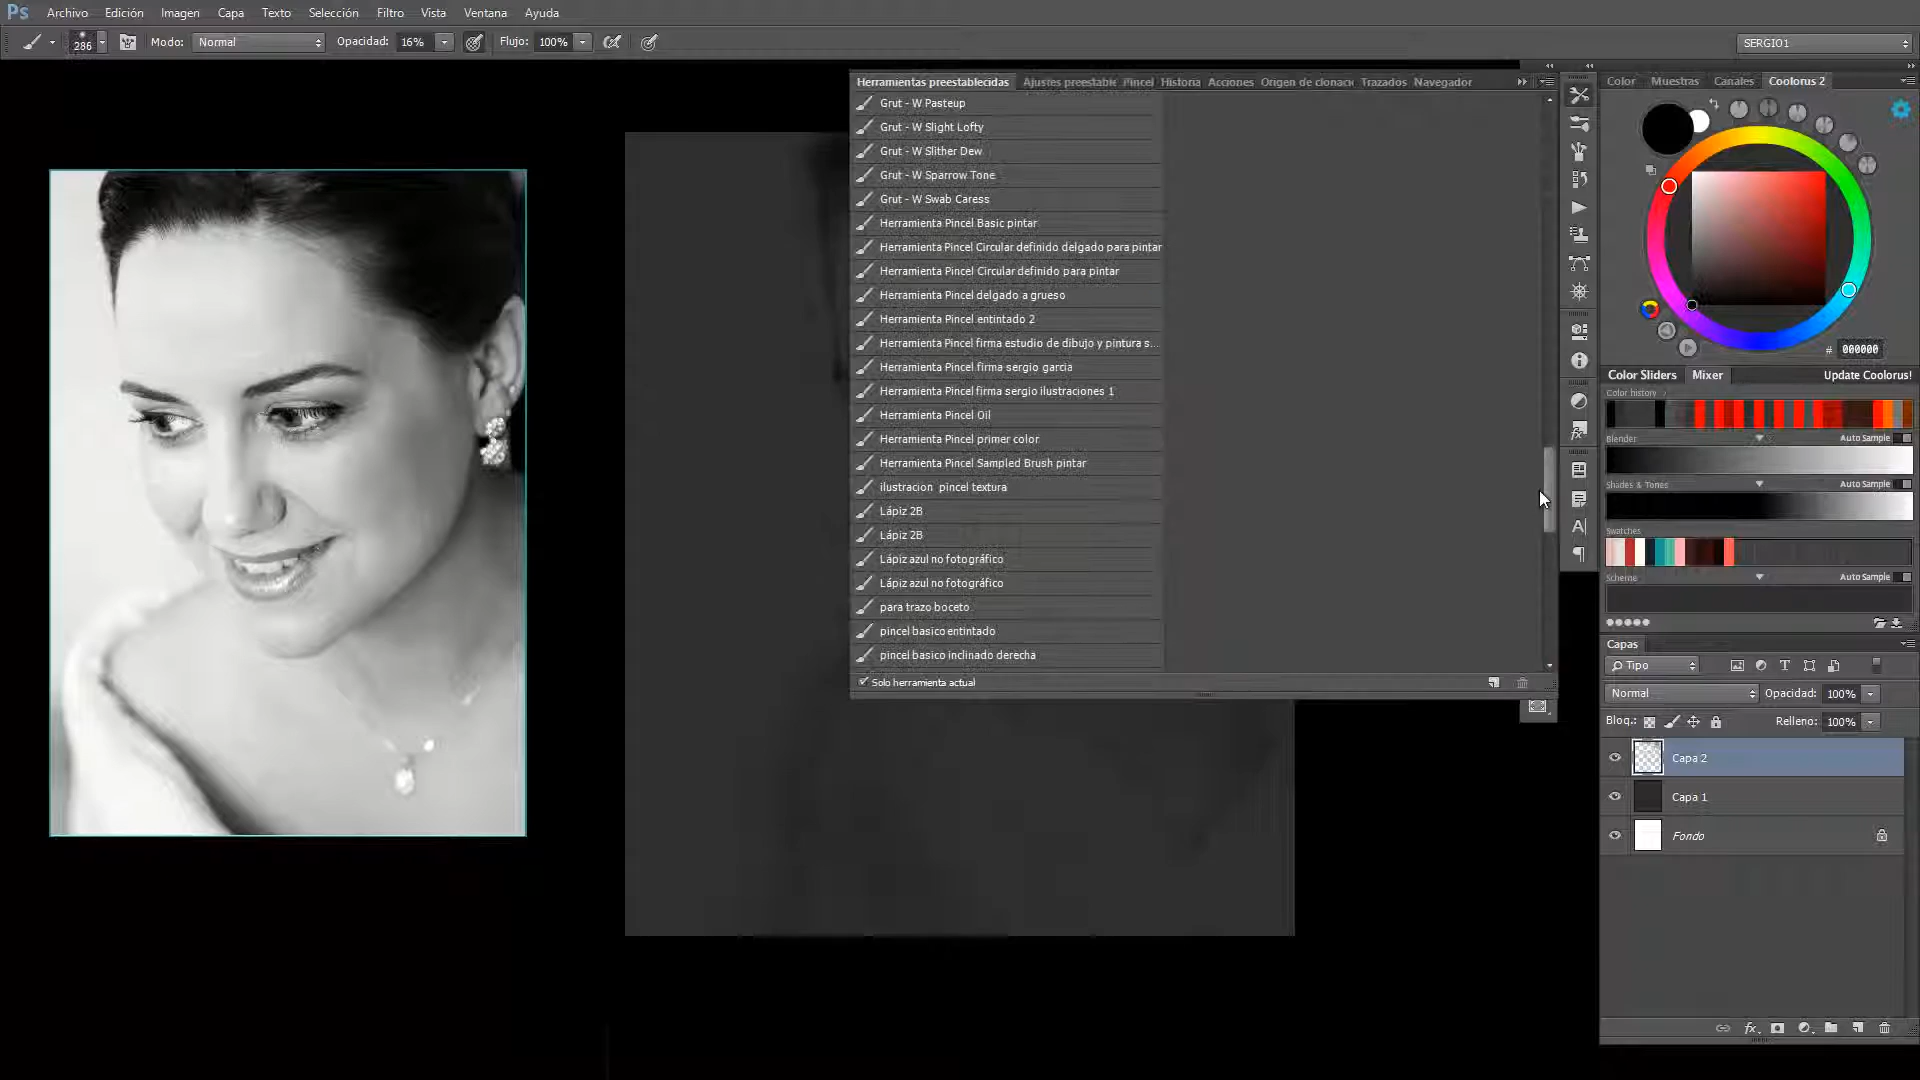 Ps Archivo Edición Imagen Capa Texto Selección Filtro Vista Ventana Ayuda
286 Modo: Normal Opacidad: 16% Flujo: 100% SERGIO1
Herramientas preestablecidas Ajustes preestable Pincel Historia Acciones Origen de clonac Trazados Navegador
Grut - W Pasteup
Grut - W Slight Lofty
Grut - W Slither Dew
Grut - W Sparrow Tone
Grut - W Swab Caress
Herramienta Pincel Basic pintar
Herramienta Pincel Circular definido delgado para pintar
Herramienta Pincel Circular definido para pintar
Herramienta Pincel delgado a grueso
Herramienta Pincel entintado 2
Herramienta Pincel firma estudio de dibujo y pintura s...
Herramienta Pincel firma sergio garcia
Herramienta Pincel firma sergio ilustraciones 1
Herramienta Pincel Oil
Herramienta Pincel primer color
Herramienta Pincel Sampled Brush pintar
ilustracion pincel textura
Lápiz 2B
Lápiz 2B
Lápiz azul no fotográfico
Lápiz azul no fotográfico
para trazo boceto
pincel basico entintado
pincel basico inclinado derecha
Solo herramienta actual
Color Muestras Canales Coolorus 2
# 000000
Color Sliders Mixer Update Coolorus!
Color history
Blender Auto Sample
Shades & Tones Auto Sample
Swatches
Scheme Auto Sample
Capas
Tipo
Normal Opacidad: 100%
Bloq.: Relleno: 100%
Capa 2
Capa 1
Fondo